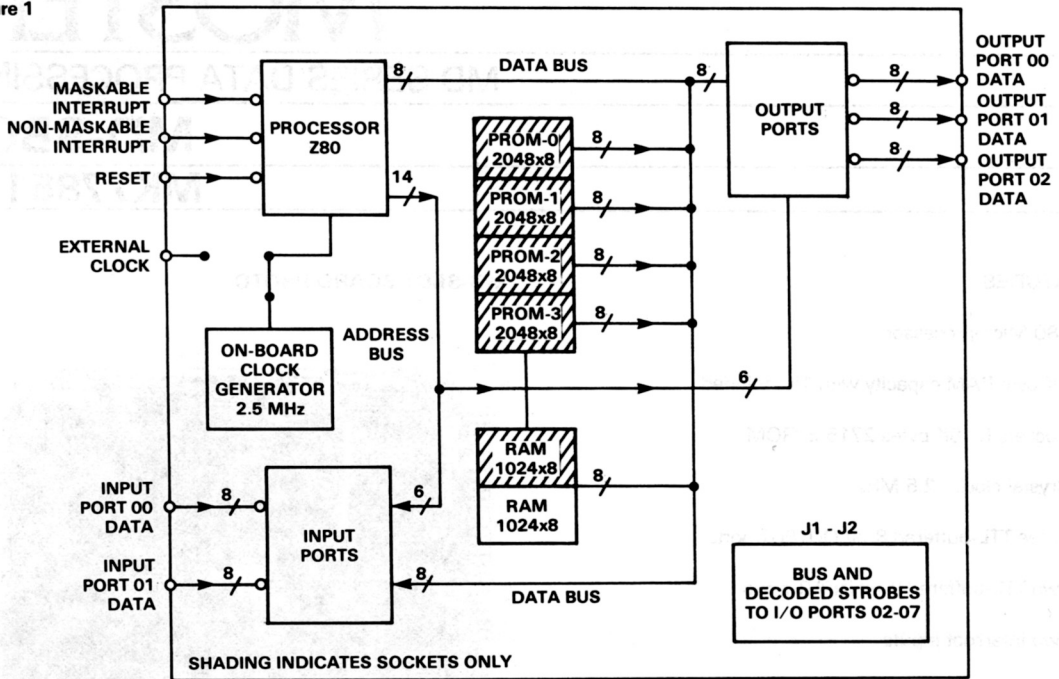 re 1
MASKABLE
INTERRUPT
NON-MASKABLE
INTERRUPT
RESET
EXTERNAL
CLOCK
PROCESSOR
Z80
8
14
DATA BUS
8
OUTPUT
PORTS
8
8
8
OUTPUT
PORT 00
DATA
OUTPUT
PORT 01
DATA
OUTPUT
PORT 02
DATA
PROM-0
2048x8
8
PROM-1
2048x8
8
PROM-2
2048x8
8
PROM-3
2048x8
8
ON-BOARD
CLOCK
GENERATOR
2.5 MHz
ADDRESS
BUS
6
RAM
1024x8
8
RAM
1024x8
INPUT
PORT 00
DATA
8
INPUT
PORT 01
DATA
8
INPUT
PORTS
6
8
DATA BUS
J1 - J2
BUS AND
DECODED STROBES
TO I/O PORTS 02-07
SHADING INDICATES SOCKETS ONLY